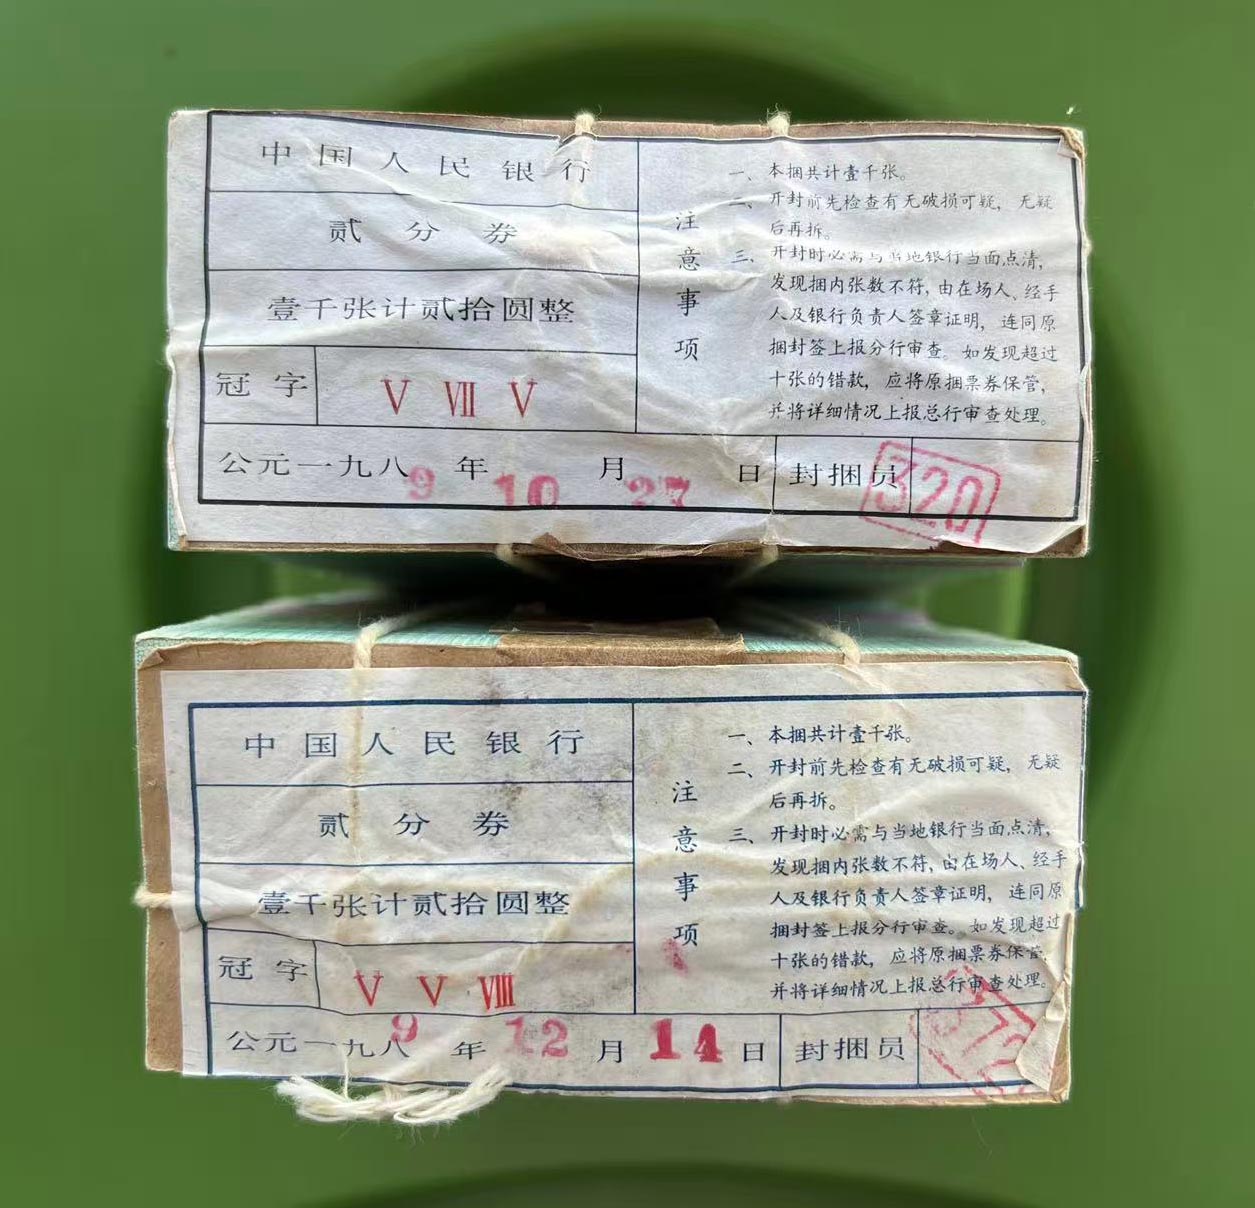 中国人民银行
贰分券
壹千张计贰拾圆整
冠字 V VII V
公元一九八9年10月27日
封捆员 320
注意事项
一、本捆共计壹千张。
二、开封前先检查有无破损可疑，无疑
后再拆。
三、开封时必需与当地银行当面点清，
发现捆内张数不符，由在场人、经手
人及银行负责人签章证明，连同原
捆封签上报分行审查。如发现超过
十张的错款，应将原捆票券保管，
并将详细情况上报总行审查处理。
中国人民银行
贰分券
壹千张计贰拾圆整
冠字 V V VIII
公元一九八9年12月14日
封捆员
注意事项
一、本捆共计壹千张。
二、开封前先检查有无破损可疑，无疑
后再拆。
三、开封时必需与当地银行当面点清，
发现捆内张数不符，由在场人、经手
人及银行负责人签章证明，连同原
捆封签上报分行审查。如发现超过
十张的错款，应将原捆票券保管，
并将详细情况上报总行审查处理。